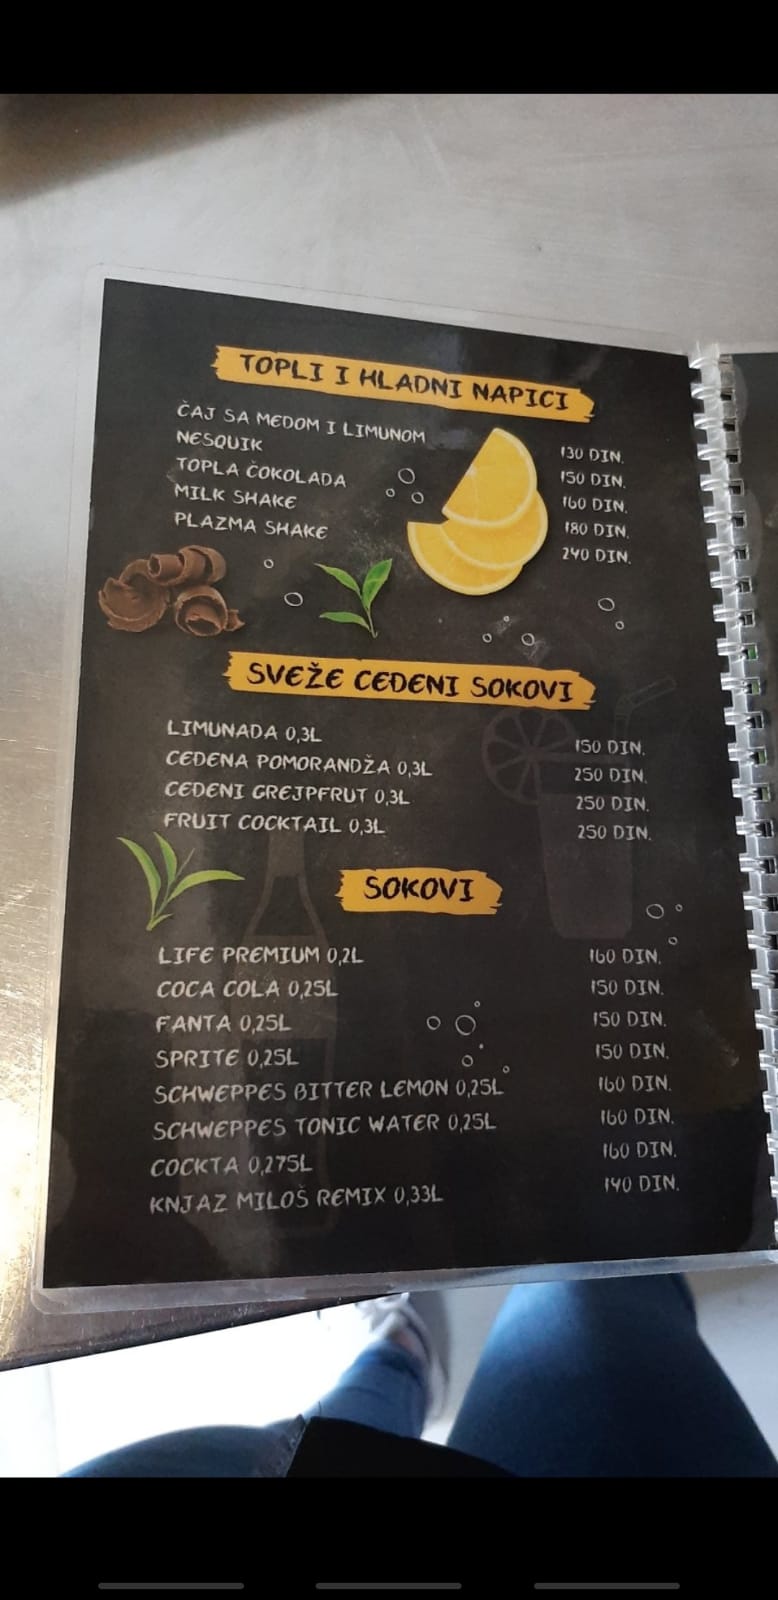 TOPLI I HLADNI NAPICI
ČAJ SA MEDOM I LIMUNOM 130 DIN.
NESQUIK 150 DIN.
TOPLA ČOKOLADA 160 DIN.
MILK SHAKE 180 DIN.
PLAZMA SHAKE 240 DIN.
SVEŽE CEĐENI SOKOVI
LIMUNADA 0,3L 150 DIN.
CEĐENA POMORANDŽA 0,3L 250 DIN.
CEĐENI GREJPFRUT 0,3L 250 DIN.
FRUIT COCKTAIL 0,3L 250 DIN.
SOKOVI
LIFE PREMIUM 0,2L 160 DIN.
COCA COLA 0,25L 150 DIN.
FANTA 0,25L 150 DIN.
SPRITE 0,25L 150 DIN.
SCHWEPPES BITTER LEMON 0,25L 160 DIN.
SCHWEPPES TONIC WATER 0,25L 160 DIN.
COCKTA 0,275L 160 DIN.
KNJAZ MILOŠ REMIX 0,33L 140 DIN.